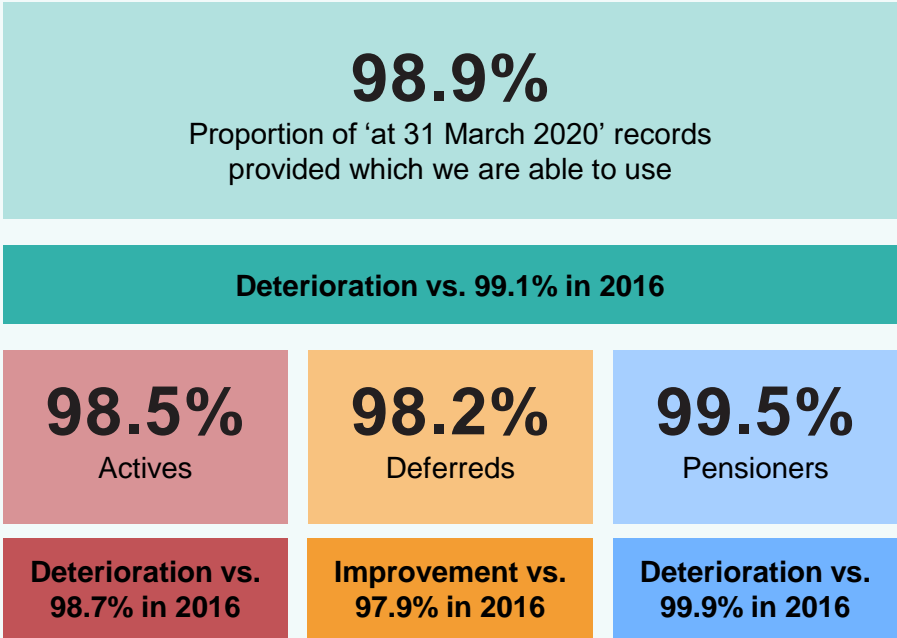 98.9%
Proportion of ‘at 31 March 2020’ records
provided which we are able to use
Deterioration vs. 99.1% in 2016
98.5%
Actives
98.2%
Deferreds
99.5%
Pensioners
Deterioration vs.
98.7% in 2016
Improvement vs.
97.9% in 2016
Deterioration vs.
99.9% in 2016